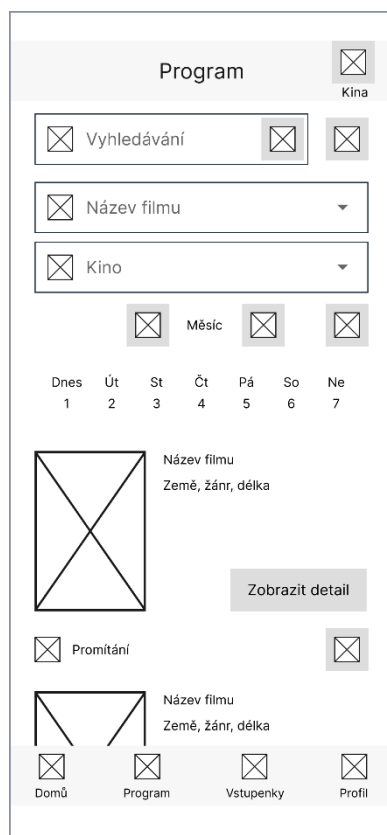 Program
Kina
Vyhledávání
Název filmu
Kino
Měsíc
Dnes Út St Čt Pá So Ne
1 2 3 4 5 6 7
Název filmu
Země, žánr, délka
Zobrazit detail
Promítání
Název filmu
Země, žánr, délka
Domů Program Vstupenky Profil